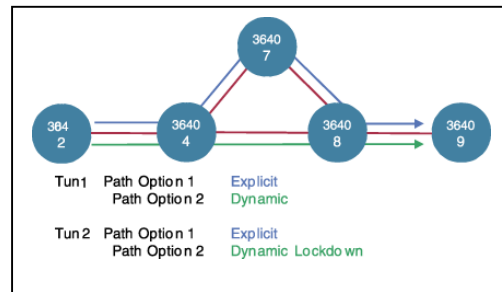 3640
7
364
2
3640
4
3640
8
3640
9
Tun1 Path Option 1 Explicit
Path Option 2 Dynamic
Tun2 Path Option 1 Explicit
Path Option 2 Dynamic Lockdown